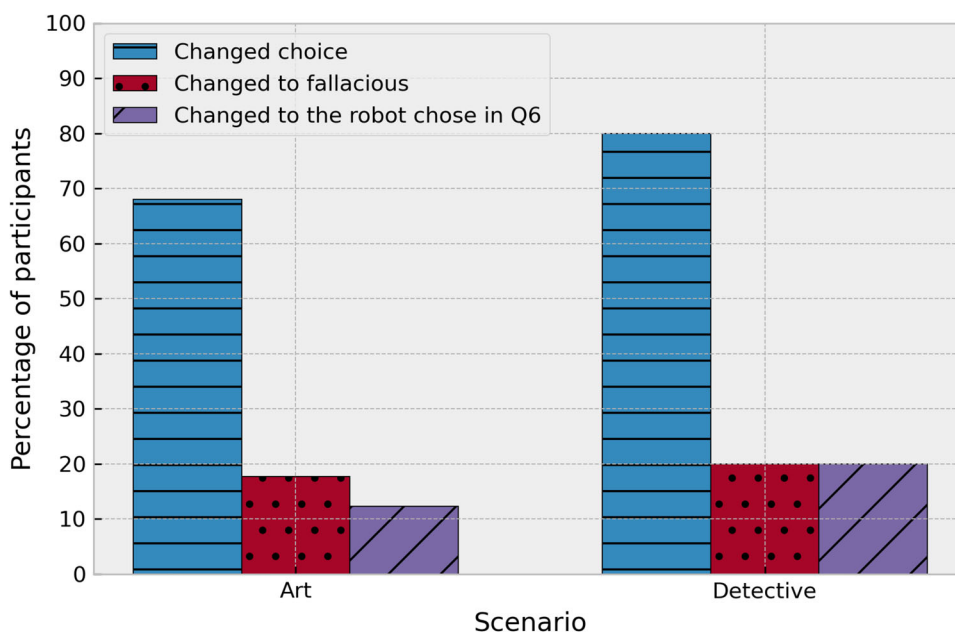 100
90
80
70
60
50
40
30
20
10
0
Percentage of participants
Changed choice
Changed to fallacious
Changed to the robot chose in Q6
Art
Detective
Scenario